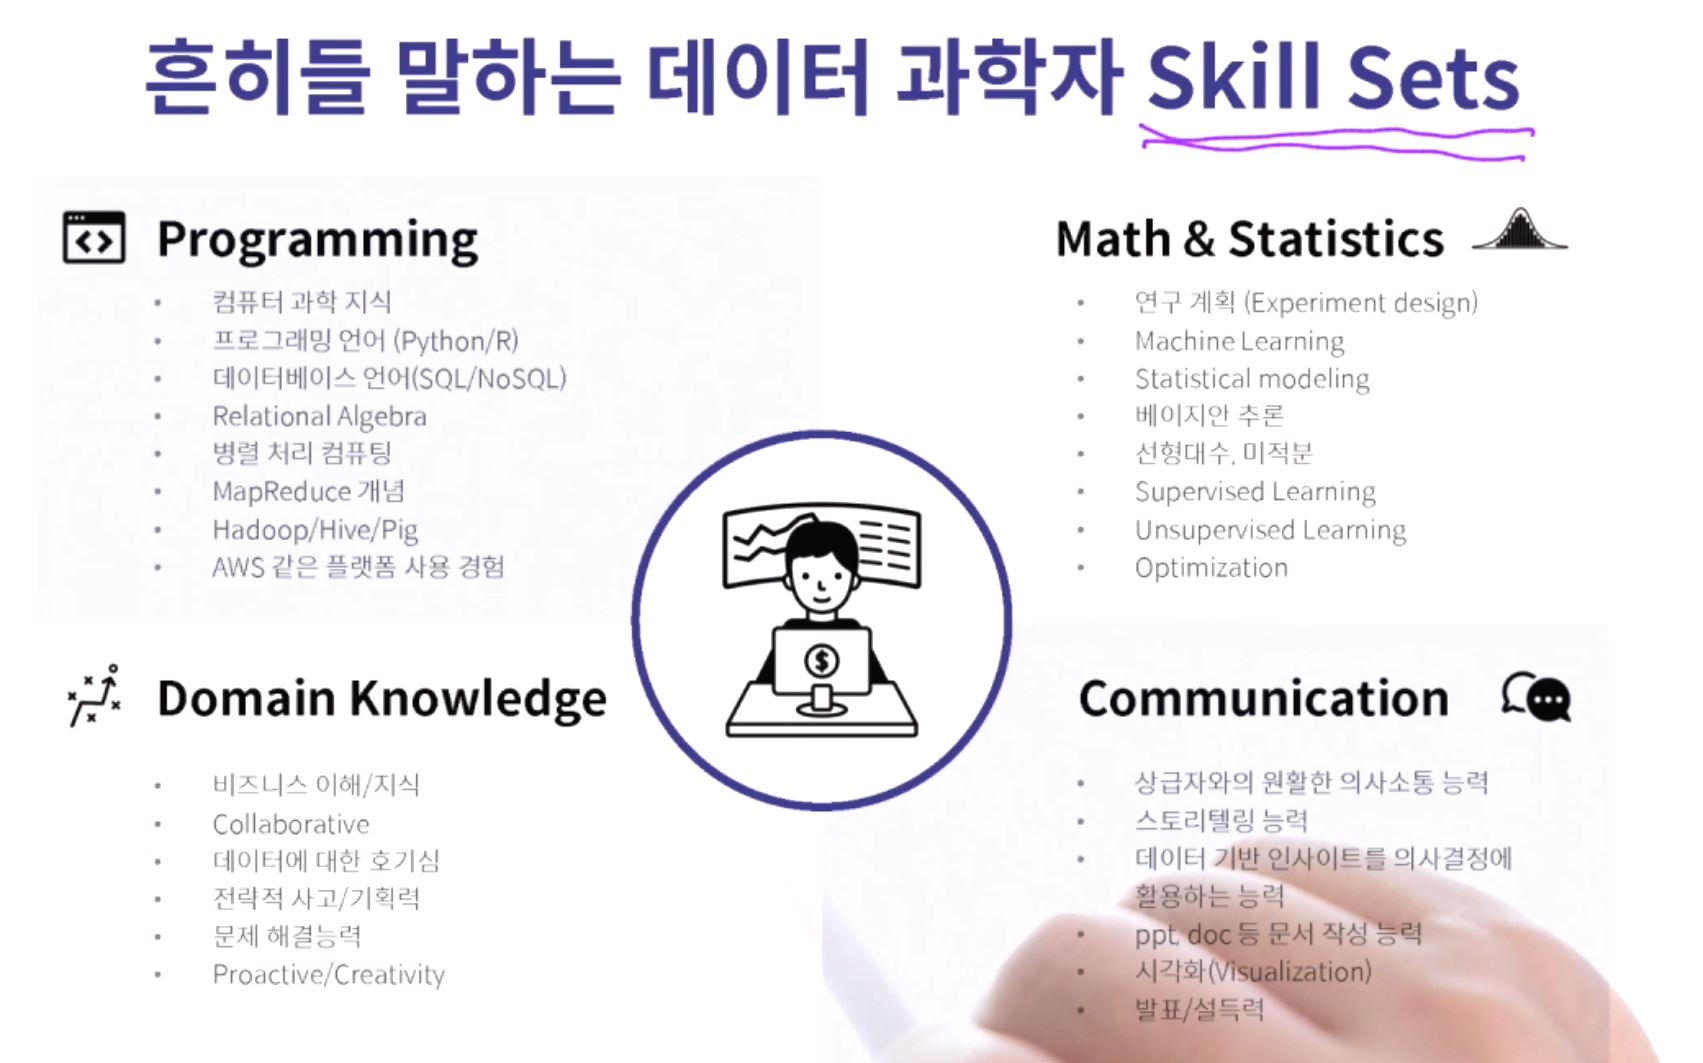 흔히들 말하는 데이터 과학자 Skill Sets
Programming
• 컴퓨터 과학 지식
• 프로그래밍 언어 (Python/R)
• 데이터베이스 언어(SQL/NoSQL)
• Relational Algebra
• 병렬 처리 컴퓨팅
• MapReduce 개념
• Hadoop/Hive/Pig
• AWS 같은 플랫폼 사용 경험
Math & Statistics
• 연구 계획 (Experiment design)
• Machine Learning
• Statistical modeling
• 베이지안 추론
• 선형대수, 미적분
• Supervised Learning
• Unsupervised Learning
• Optimization
$
Domain Knowledge
• 비즈니스 이해/지식
• Collaborative
• 데이터에 대한 호기심
• 전략적 사고/기획력
• 문제 해결능력
• Proactive/Creativity
Communication
• 상급자와의 원활한 의사소통 능력
• 스토리텔링 능력
• 데이터 기반 인사이트를 의사결정에
활용하는 능력
• ppt, doc 등 문서 작성 능력
• 시각화(Visualization)
• 발표/설득력